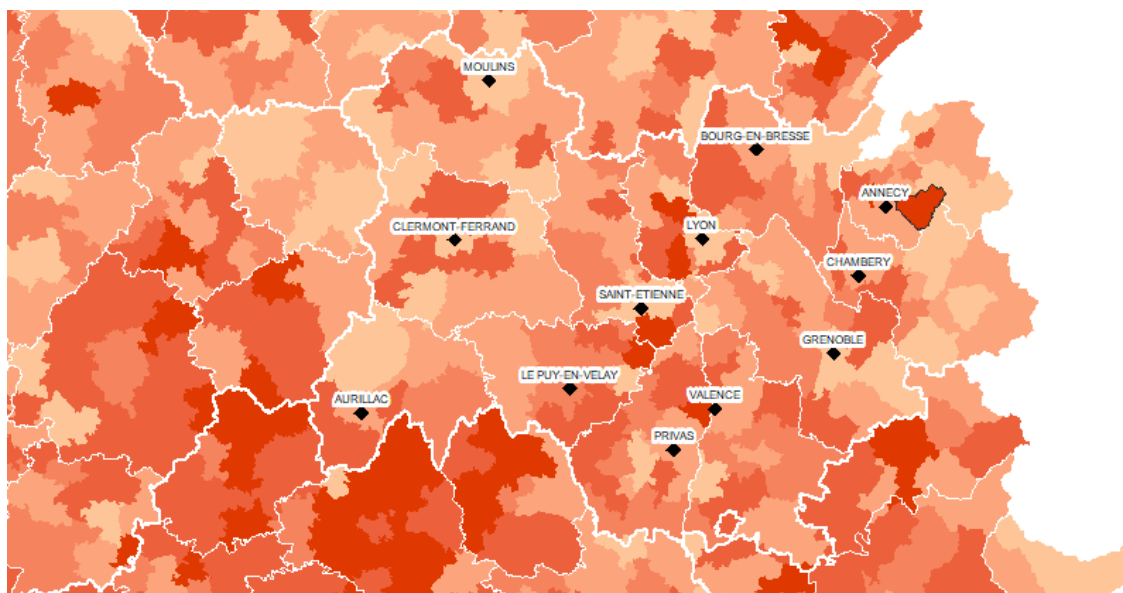 MOULINS
BOURG-EN-BRESSE
ANNECY
CLERMONT-FERRAND
LYON
CHAMBERY
SAINT-ETIENNE
GRENOBLE
LE PUY-EN-VELAY
AURILLAC
VALENCE
PRIVAS